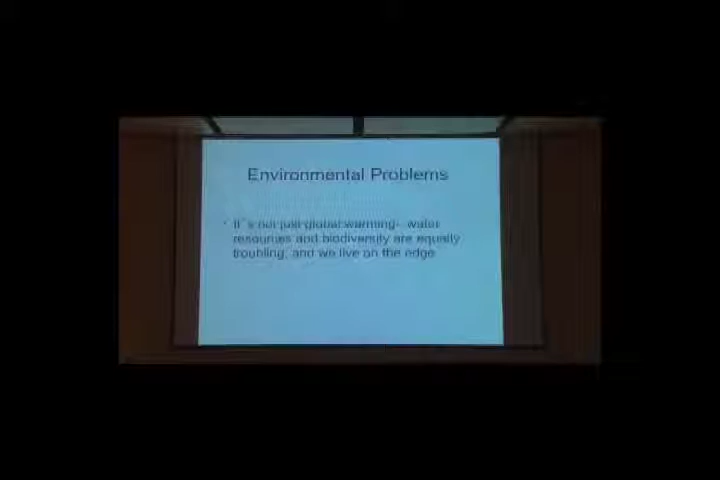 Environmental Problems
• It's not just global warming- water
resources and biodiversity are equally
troubling, and we live on the edge